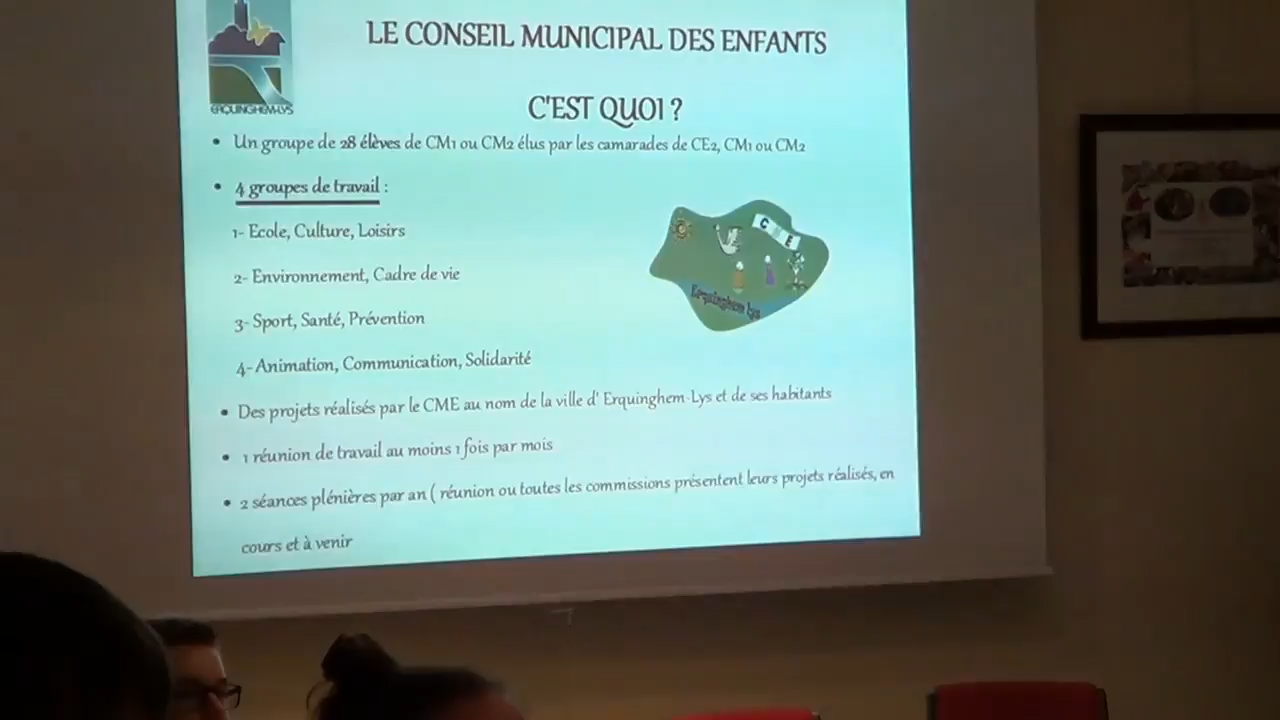 LE CONSEIL MUNICIPAL DES ENFANTS
C'EST QUOI ?
ERQUINGHEM-LYS
• Un groupe de 28 élèves de CM1 ou CM2 élus par les camarades de CE2, CM1 ou CM2
• 4 groupes de travail :
1- Ecole, Culture, Loisirs
2- Environnement, Cadre de vie
3- Sport, Santé, Prévention
4- Animation, Communication, Solidarité
C E
Erquinghem lys
• Des projets réalisés par le CME au nom de la ville d' Erquinghem-Lys et de ses habitants
• 1 réunion de travail au moins 1 fois par mois
• 2 séances plénières par an ( réunion ou toutes les commissions présentent leurs projets réalisés, en
cours et à venir